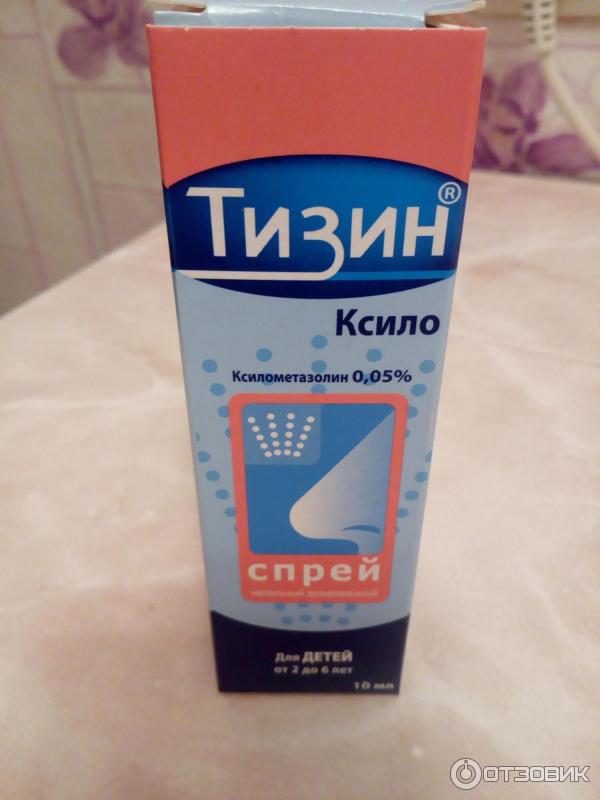 Тизин®
Ксило
Ксилометазолин 0,05%
спрей
назальный дозированный
Для ДЕТЕЙ
от 2 до 6 лет
10 мл
ОТЗОВИК